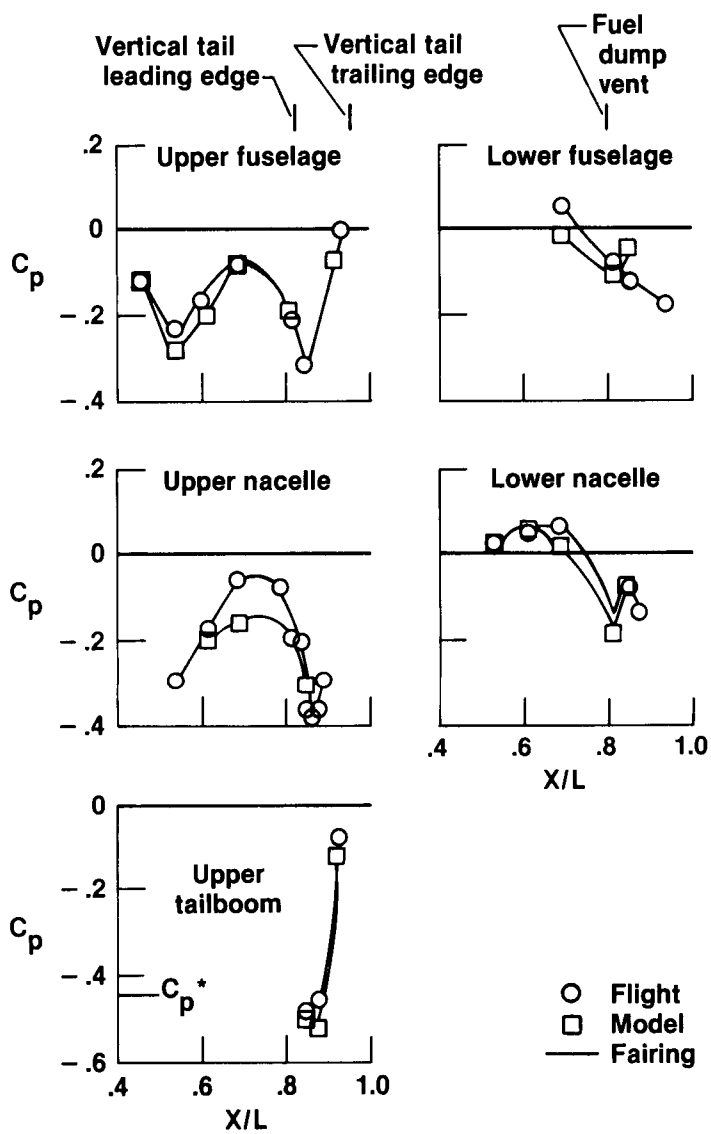 Vertical tail
leading edge
Vertical tail
trailing edge
Fuel
dump
vent
.2
Upper fuselage
0
Cp
– .2
– .4
Lower fuselage
.2
Upper nacelle
0
Cp
– .2
– .4
Lower nacelle
.4 .6 .8 1.0
X/L
0
Upper
tailboom
– .2
Cp
– .4
Cp*
– .6
.4 .6 .8 1.0
X/L
Flight
Model
Fairing